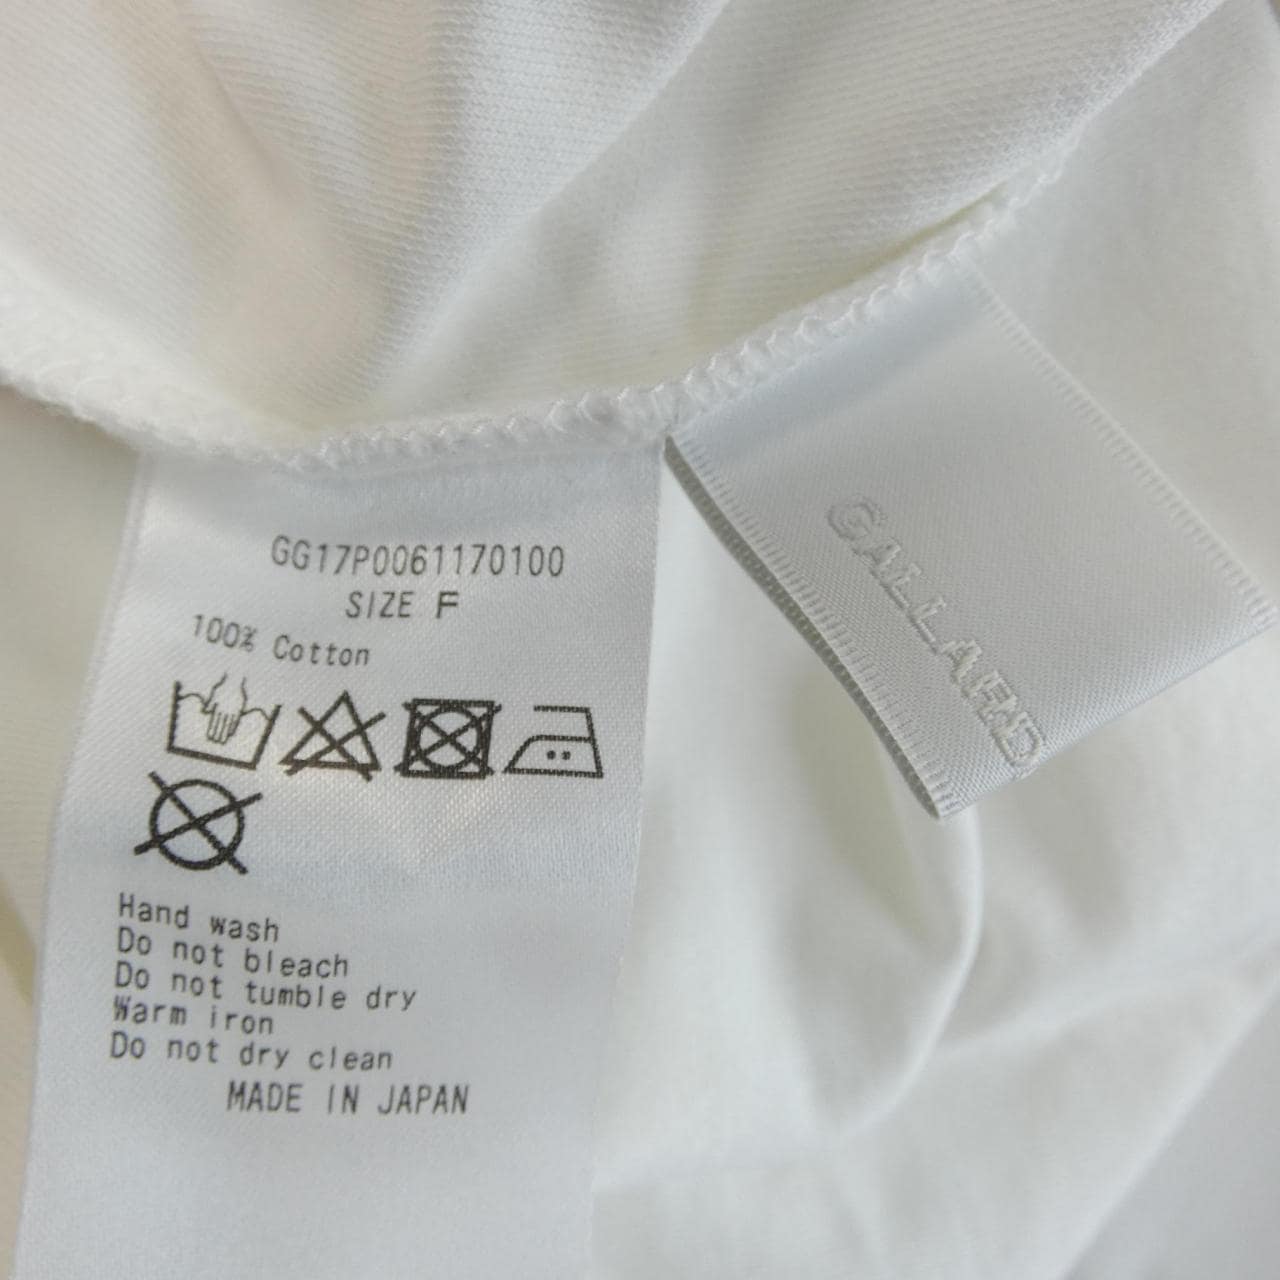 GG17P0061170100
SIZE F
100% Cotton
Hand wash
Do not bleach
Do not tumble dry
Warm iron
Do not dry clean
MADE IN JAPAN
GALLARND